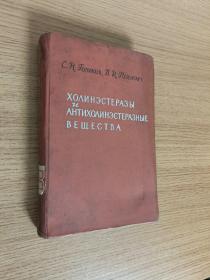 С. Н. Голиков, В. И. Розенгарт
ХОЛИНЭСТЕРАЗЫ
И
АНТИХОЛИНЭСТЕРАЗНЫЕ
ВЕЩЕСТВА